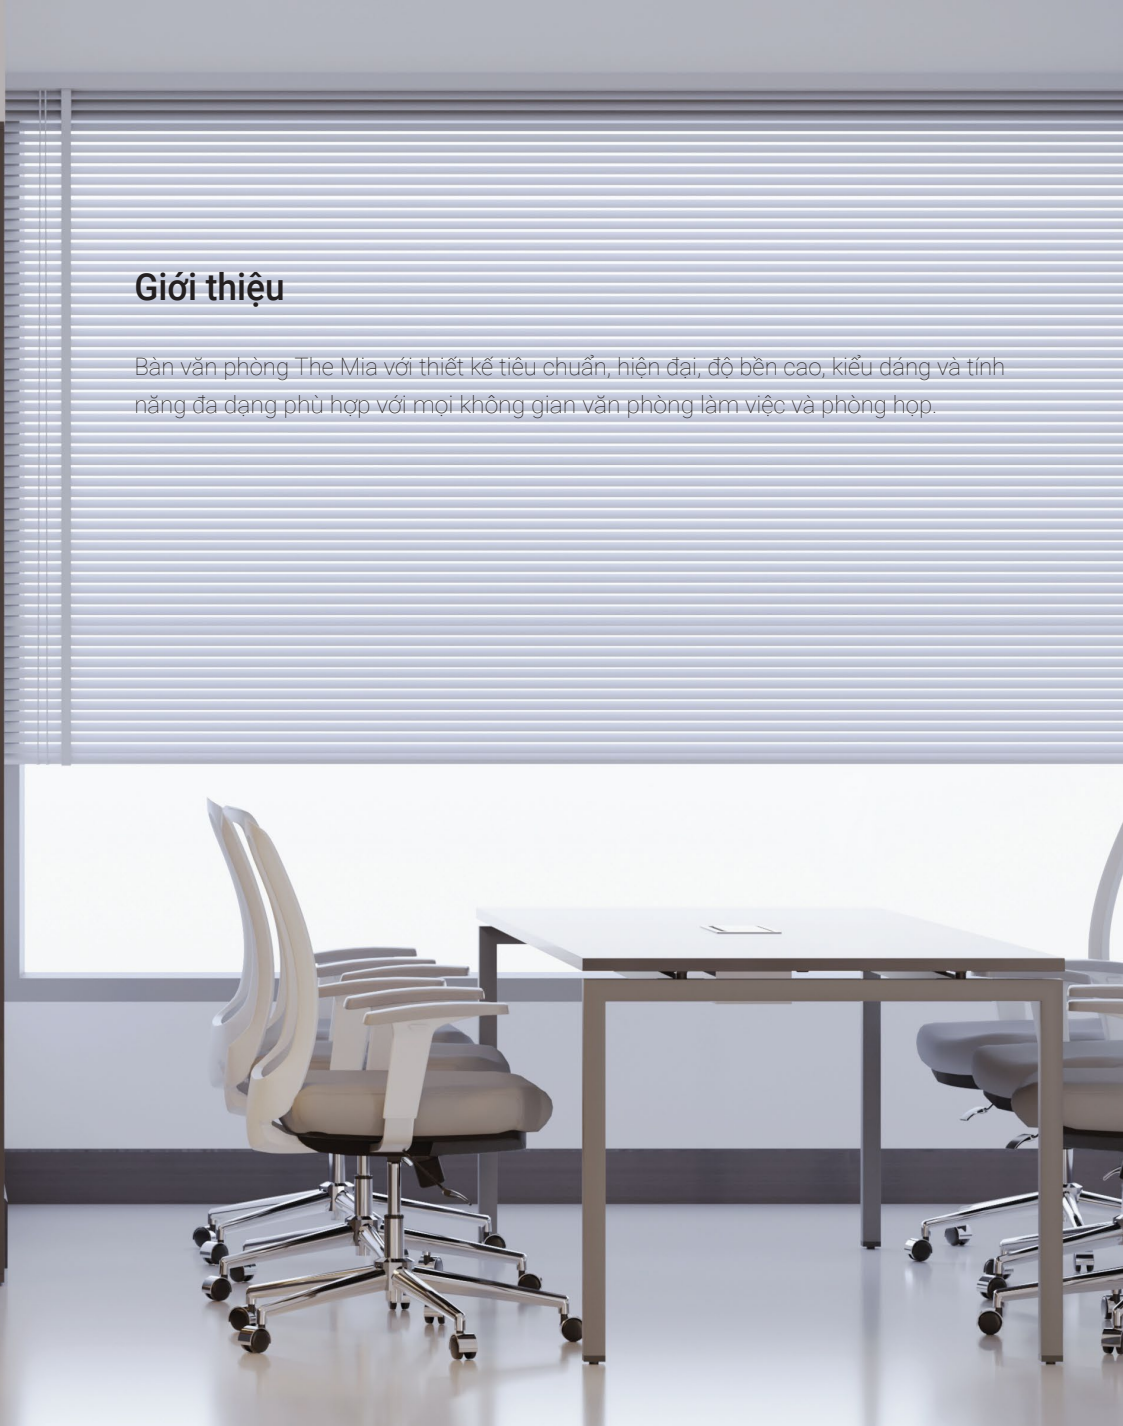 Giới thiệu
Bàn văn phòng The Mia với thiết kế tiêu chuẩn, hiện đại, độ bền cao, kiểu dáng và tính
năng đa dạng phù hợp với mọi không gian văn phòng làm việc và phòng họp.